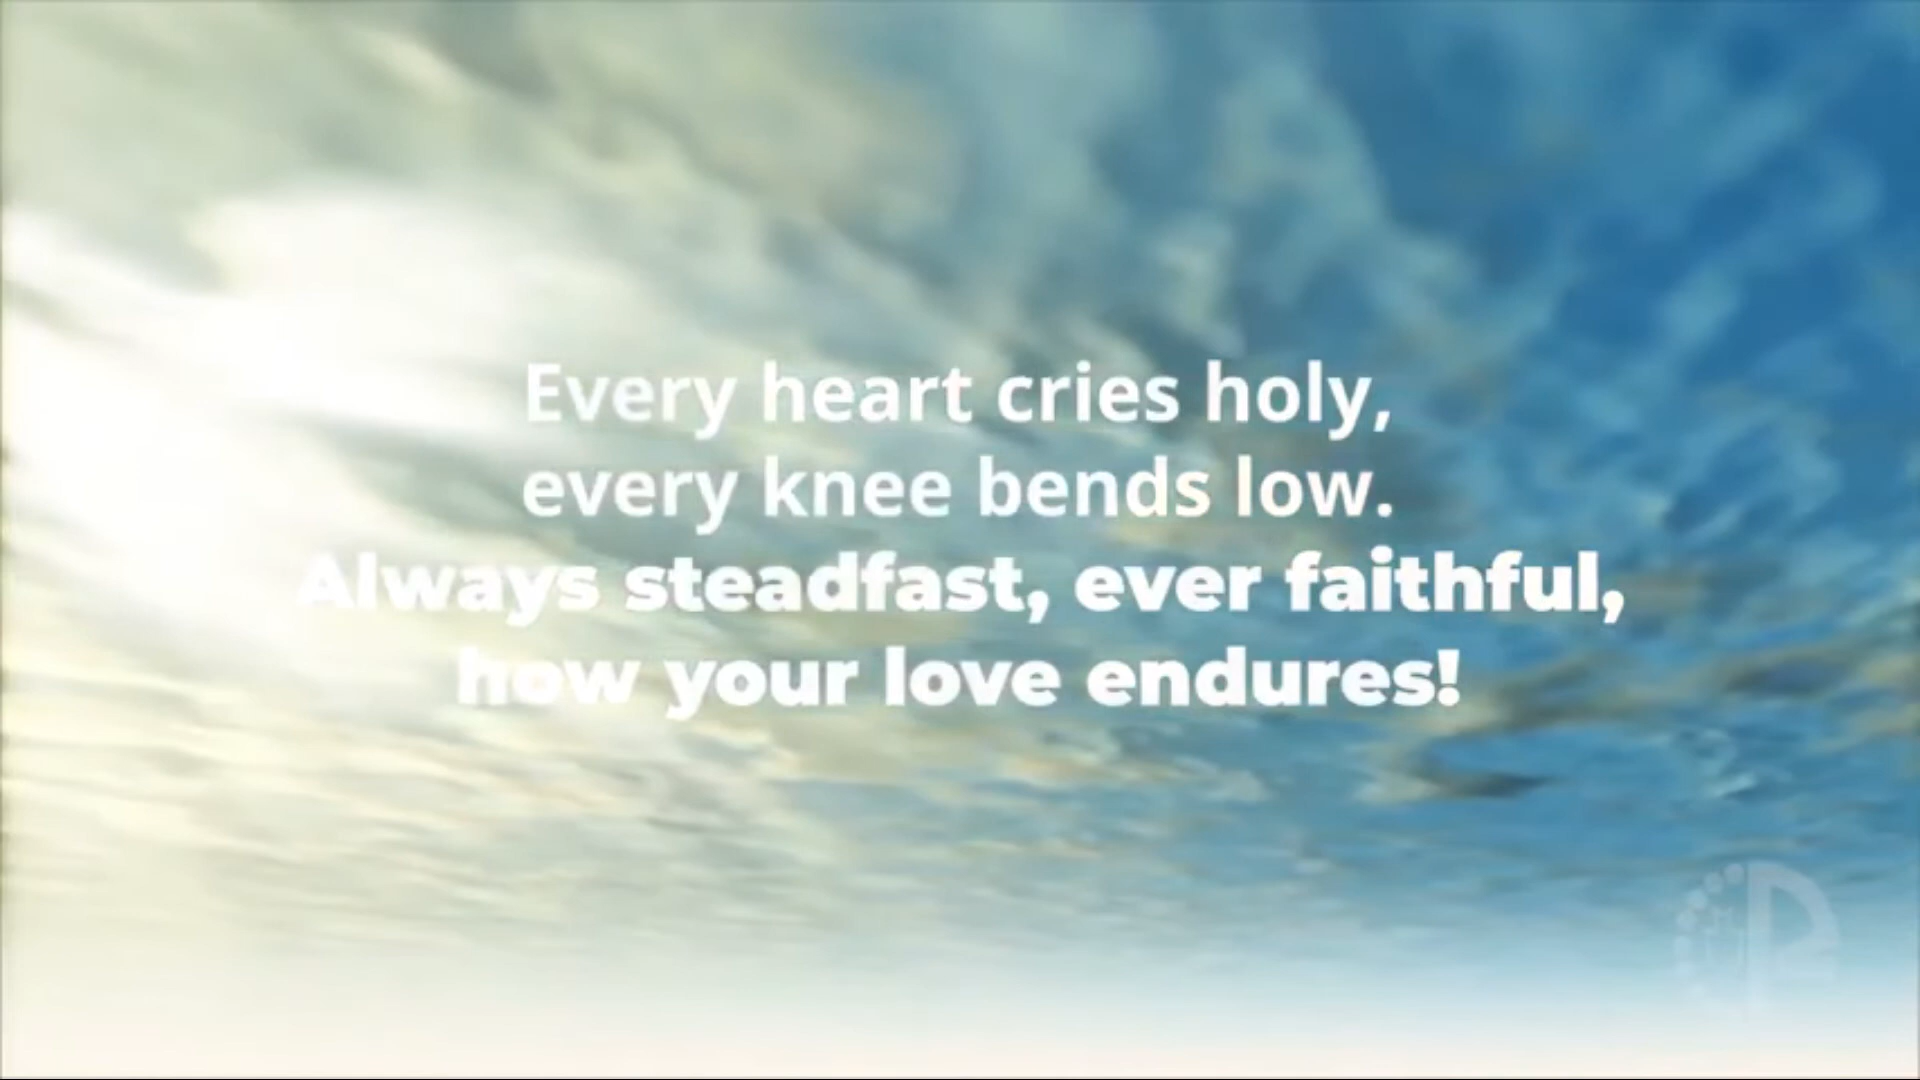 Every heart cries holy,
every knee bends low.
Always steadfast, ever faithful,
how your love endures!